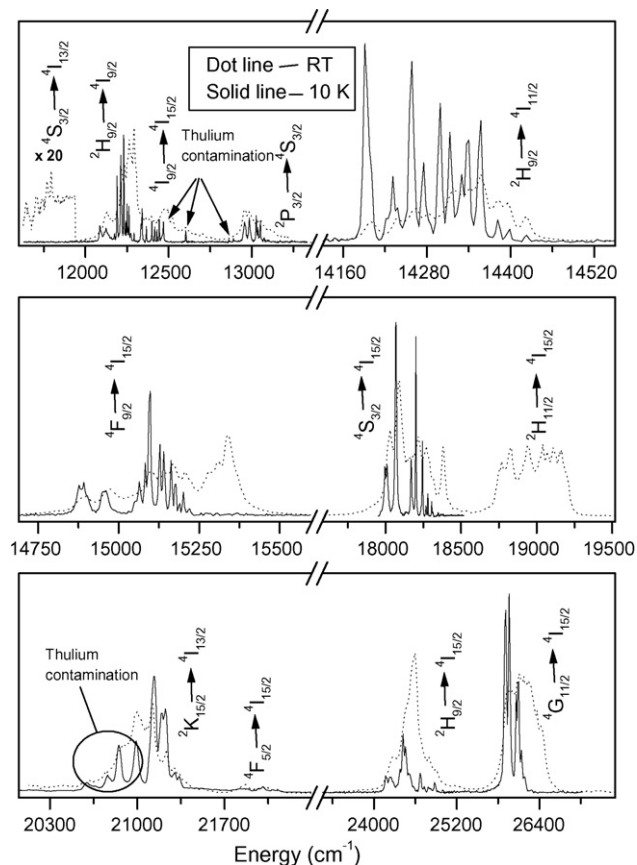 Dot line — RT
Solid line — 10 K
x 20
⁴S₃/₂ → ⁴I₁₃/₂
²H₉/₂ → ⁴I₉/₂
⁴I₉/₂ → ⁴I₁₅/₂
Thulium
contamination
²P₃/₂ → ⁴S₃/₂
²H₉/₂ → ⁴I₁₁/₂
12000 12500 13000 14160 14280 14400 14520
⁴F₉/₂ → ⁴I₁₅/₂
⁴S₃/₂ → ⁴I₁₅/₂
²H₁₁/₂ → ⁴I₁₅/₂
14750 15000 15250 15500 18000 18500 19000 19500
Thulium
contamination
²K₁₅/₂ → ⁴I₁₃/₂
⁴F₅/₂ → ⁴I₁₅/₂
²H₉/₂ → ⁴I₁₅/₂
⁴G₁₁/₂ → ⁴I₁₅/₂
20300 21000 21700 24000 25200 26400
Energy (cm⁻¹)